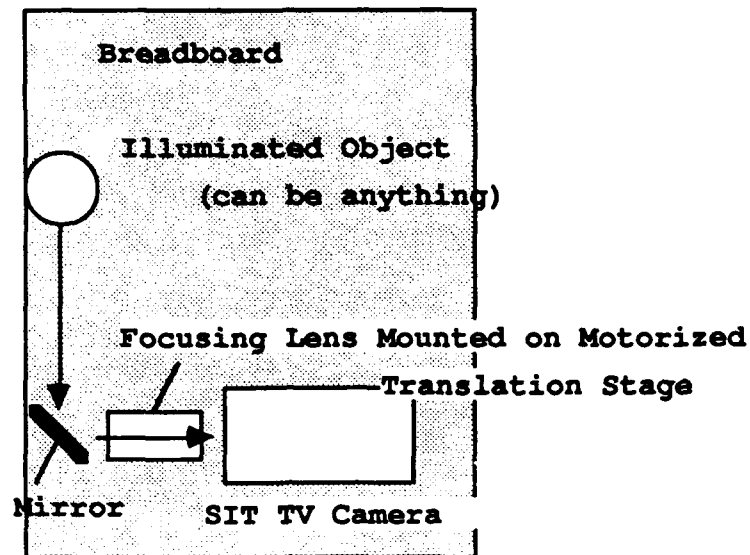 Breadboard
Illuminated Object
(can be anything)
Focusing Lens Mounted on Motorized
Translation Stage
Mirror
SIT TV Camera